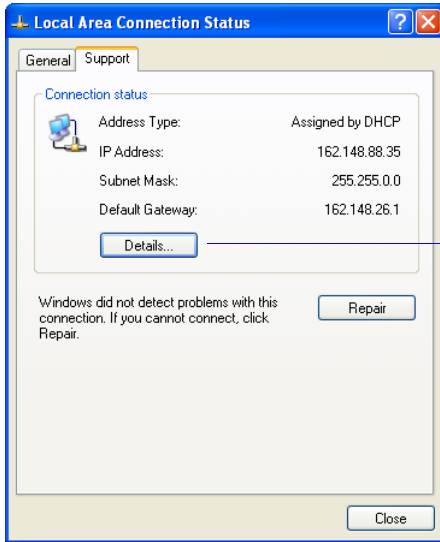 Local Area Connection Status
General Support
Connection status
Address Type: Assigned by DHCP
IP Address: 162.148.88.35
Subnet Mask: 255.255.0.0
Default Gateway: 162.148.26.1
Details...
Windows did not detect problems with this
connection. If you cannot connect, click
Repair.
Repair
Close